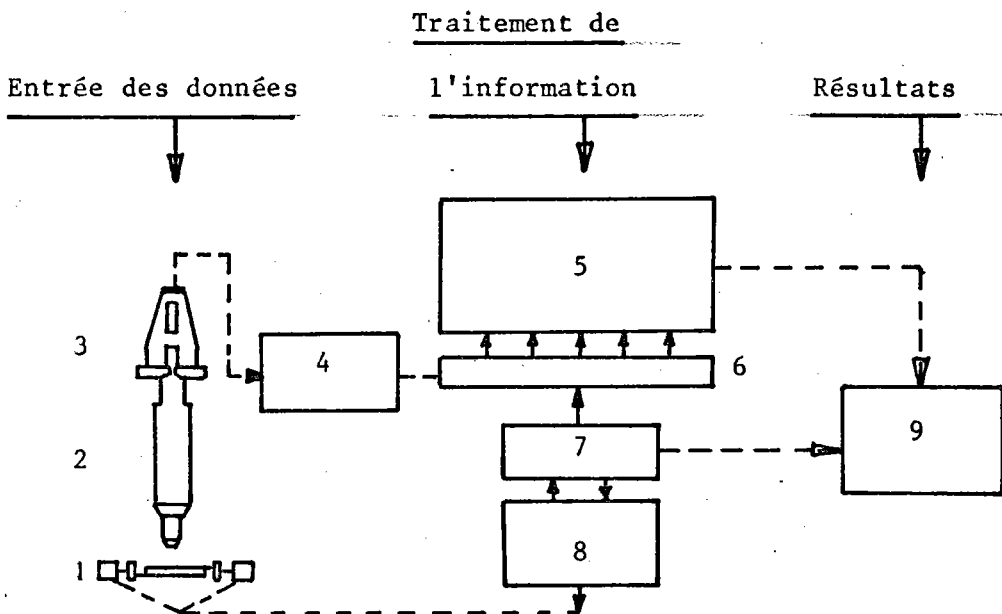 Traitement de
Entrée des données
l'information
Résultats
5
3
4
6
9
7
2
8
1